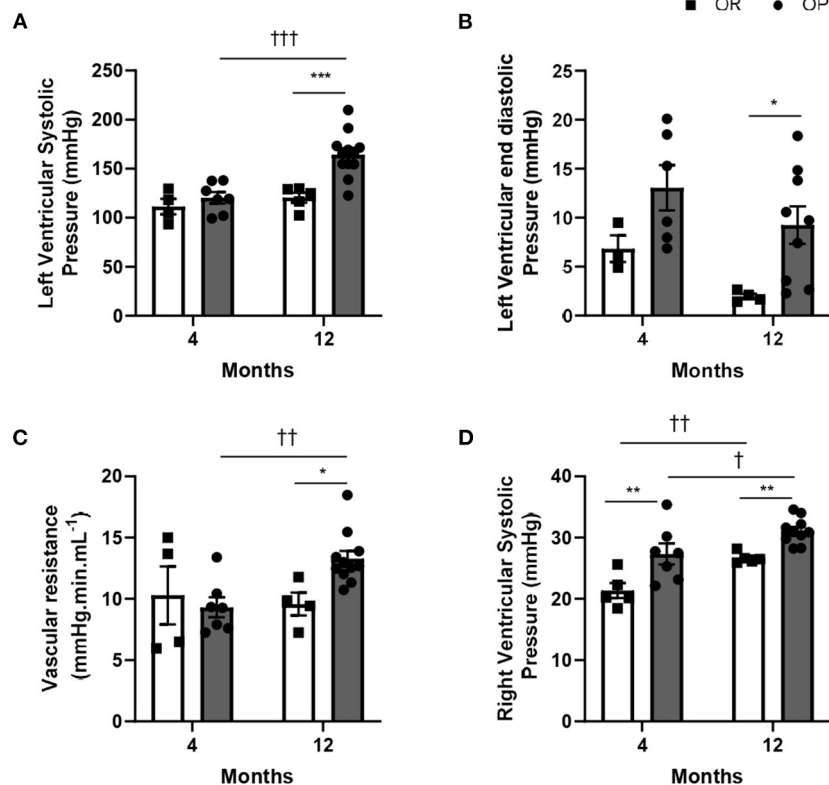 ■ OR ● OP
A
†††
***
250
200
150
100
50
0
Left Ventricular Systolic
Pressure (mmHg)
4 12
Months
B
*
25
20
15
10
5
0
Left Ventricular end diastolic
Pressure (mmHg)
4 12
Months
C
††
*
20
15
10
5
0
Vascular resistance
(mmHg.min.mL-1)
4 12
Months
D
††
†
** **
40
30
20
10
0
Right Ventricular Systolic
Pressure (mmHg)
4 12
Months